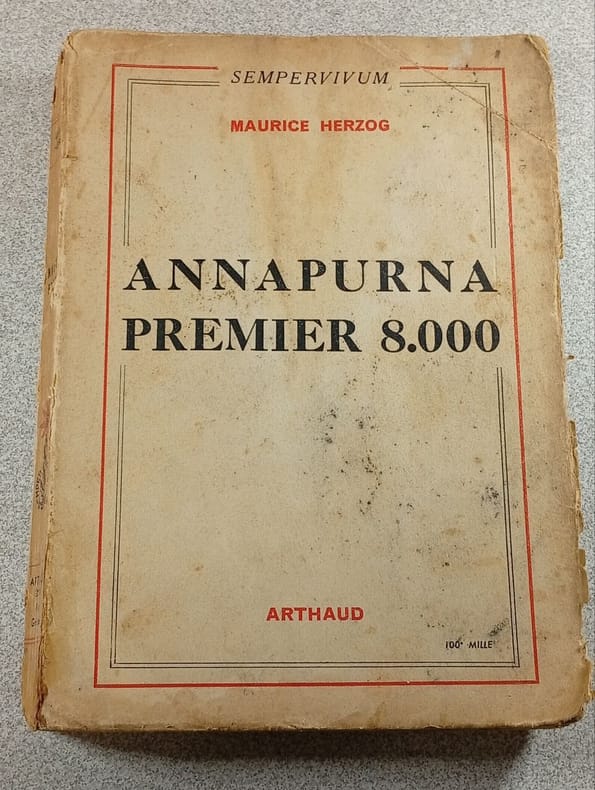 SEMPERVIVUM
MAURICE HERZOG
ANNAPURNA
PREMIER 8.000
ARTHAUD
100ᵉ MILLE